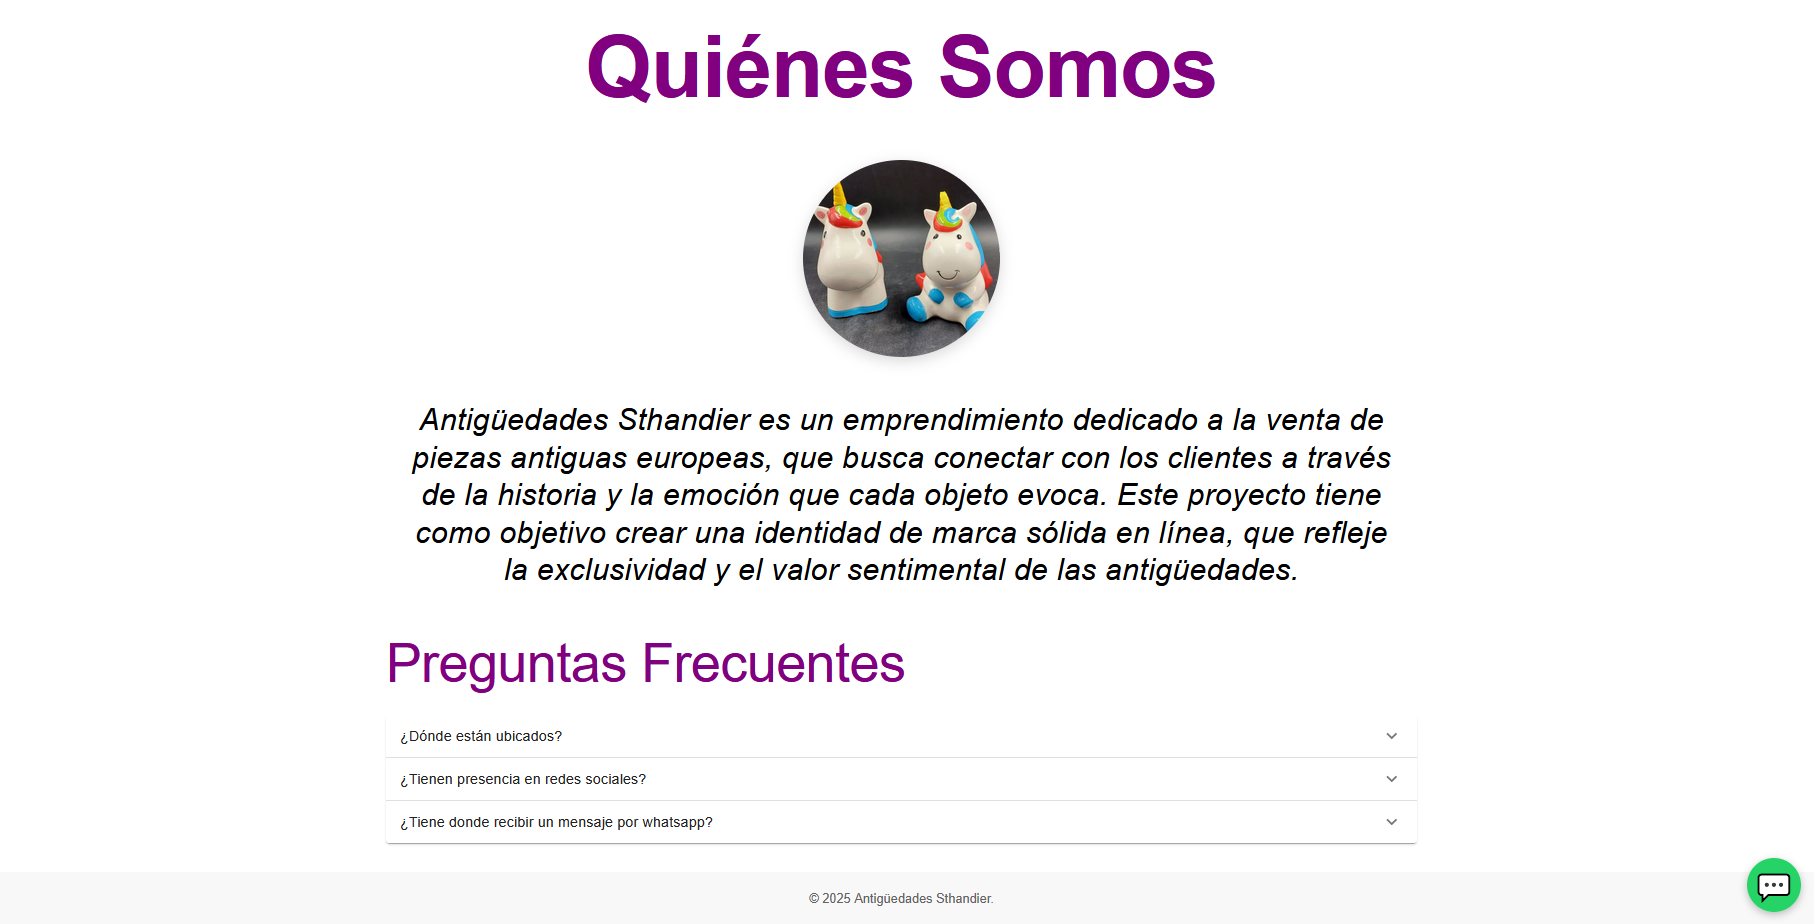 Quiénes Somos
Antigüedades Sthandier es un emprendimiento dedicado a la venta de
piezas antiguas europeas, que busca conectar con los clientes a través
de la historia y la emoción que cada objeto evoca. Este proyecto tiene
como objetivo crear una identidad de marca sólida en línea, que refleje
la exclusividad y el valor sentimental de las antigüedades.
Preguntas Frecuentes
¿Dónde están ubicados?
¿Tienen presencia en redes sociales?
¿Tiene donde recibir un mensaje por whatsapp?
© 2025 Antigüedades Sthandier.